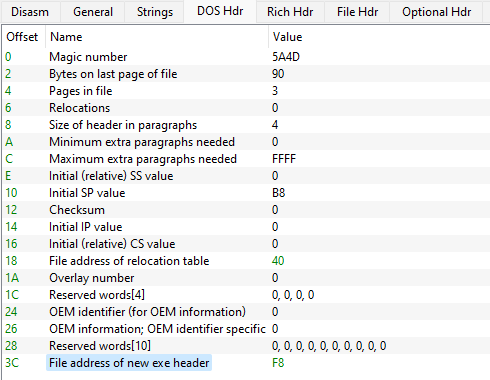 Disasm General Strings DOS Hdr Rich Hdr File Hdr Optional Hdr
Offset Name Value
0 Magic number 5A4D
2 Bytes on last page of file 90
4 Pages in file 3
6 Relocations 0
8 Size of header in paragraphs 4
A Minimum extra paragraphs needed 0
C Maximum extra paragraphs needed FFFF
E Initial (relative) SS value 0
10 Initial SP value B8
12 Checksum 0
14 Initial IP value 0
16 Initial (relative) CS value 0
18 File address of relocation table 40
1A Overlay number 0
1C Reserved words[4] 0, 0, 0, 0
24 OEM identifier (for OEM information) 0
26 OEM information; OEM identifier specific 0
28 Reserved words[10] 0, 0, 0, 0, 0, 0, 0, 0, 0, 0
3C File address of new exe header F8